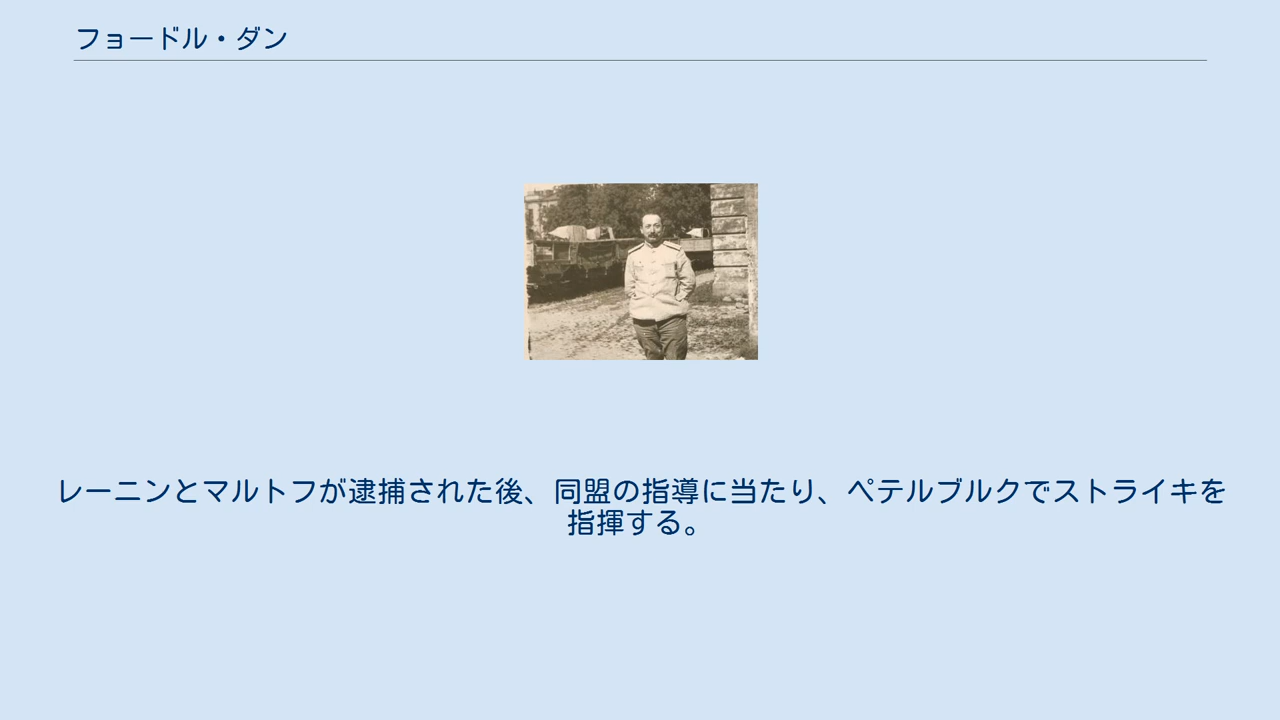 フョードル・ダン
レーニンとマルトフが逮捕された後、同盟の指導に当たり、ペテルブルクでストライキを
指揮する。